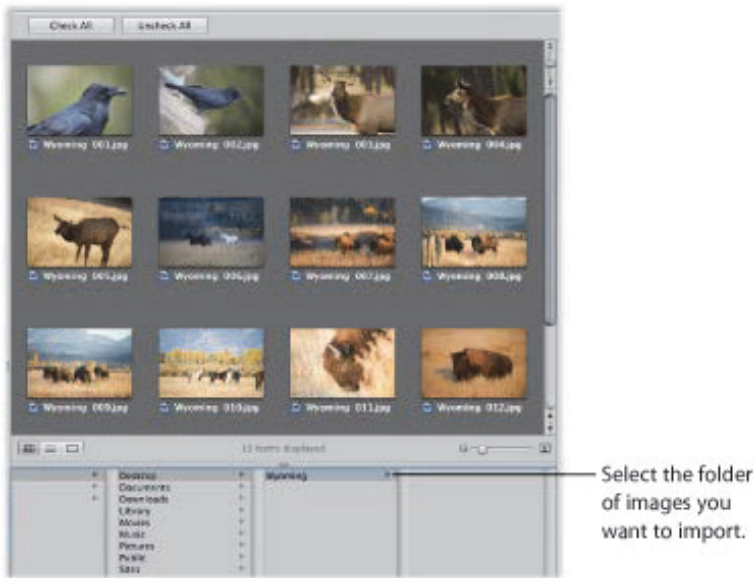 Check All Uncheck All
Wyoming 001.jpg Wyoming 002.jpg Wyoming 003.jpg Wyoming 004.jpg
Wyoming 005.jpg Wyoming 006.jpg Wyoming 007.jpg Wyoming 008.jpg
Wyoming 009.jpg Wyoming 010.jpg Wyoming 011.jpg Wyoming 012.jpg
items displayed
Desktop Wyoming
Documents
Downloads
Library
Movies
Music
Pictures
Public
Sites
Select the folder
of images you
want to import.